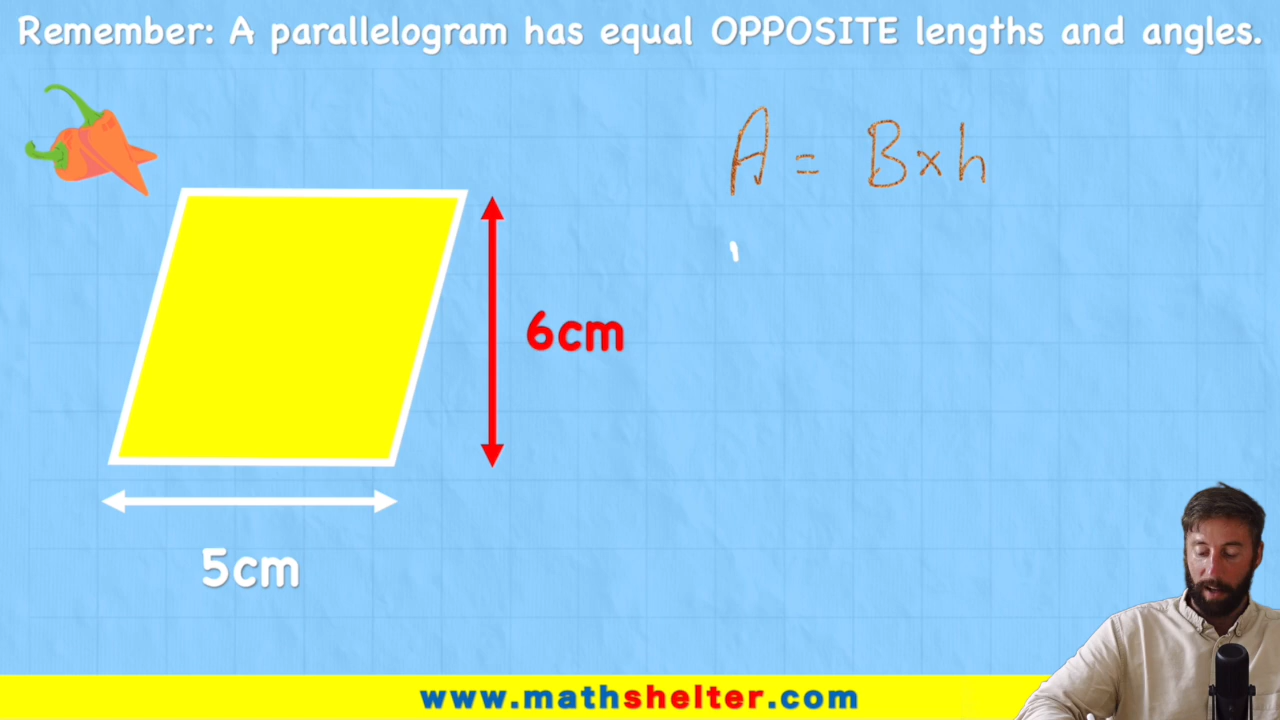 Remember: A parallelogram has equal OPPOSITE lengths and angles.
A = B × h
6cm
5cm
www.mathshelter.com